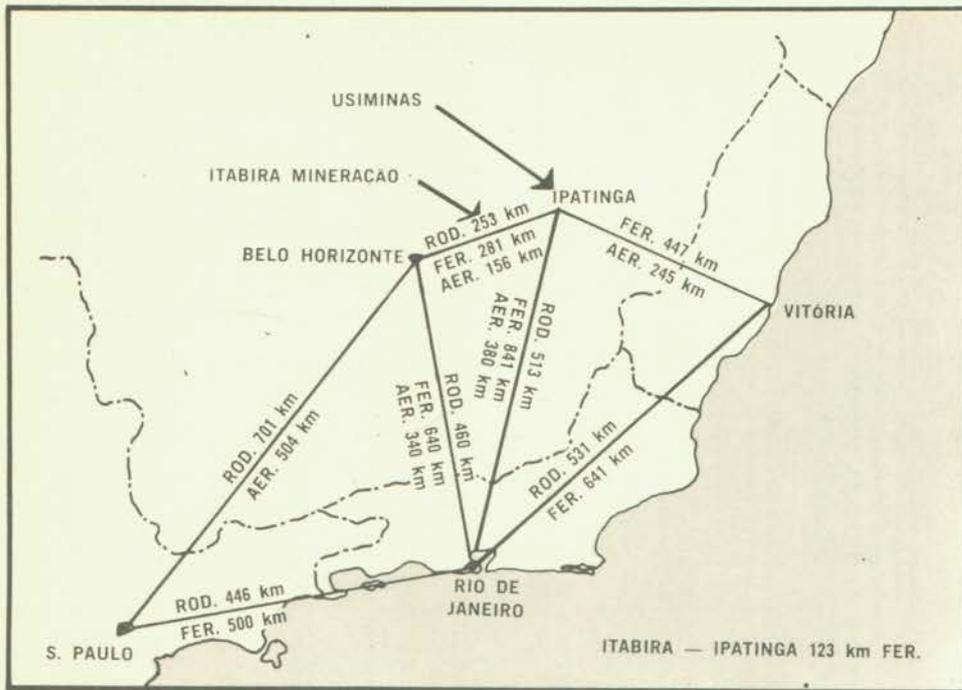 USIMINAS
ITABIRA MINERAÇÃO
IPATINGA
BELO HORIZONTE
ROD. 253 km
FER. 281 km
AER. 156 km
FER. 447 km
AER. 245 km
VITÓRIA
ROD. 513 km
FER. 841 km
AER. 380 km
ROD. 460 km
FER. 640 km
AER. 340 km
ROD. 701 km
AER. 504 km
ROD. 531 km
FER. 641 km
ROD. 446 km
FER. 500 km
RIO DE
JANEIRO
S. PAULO
ITABIRA — IPATINGA 123 km FER.